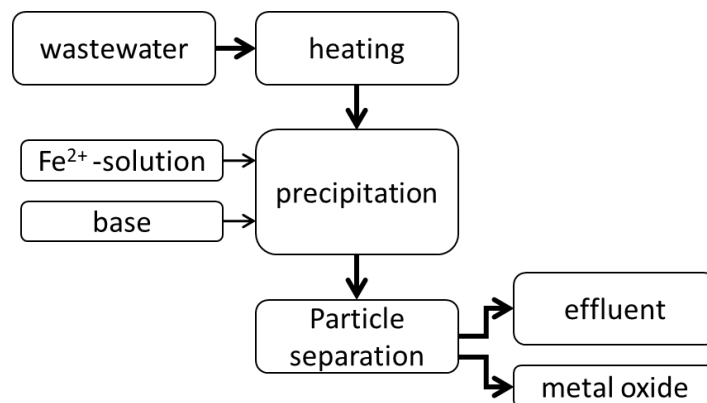 wastewater
heating
Fe²⁺ -solution
precipitation
base
Particle
separation
effluent
metal oxide